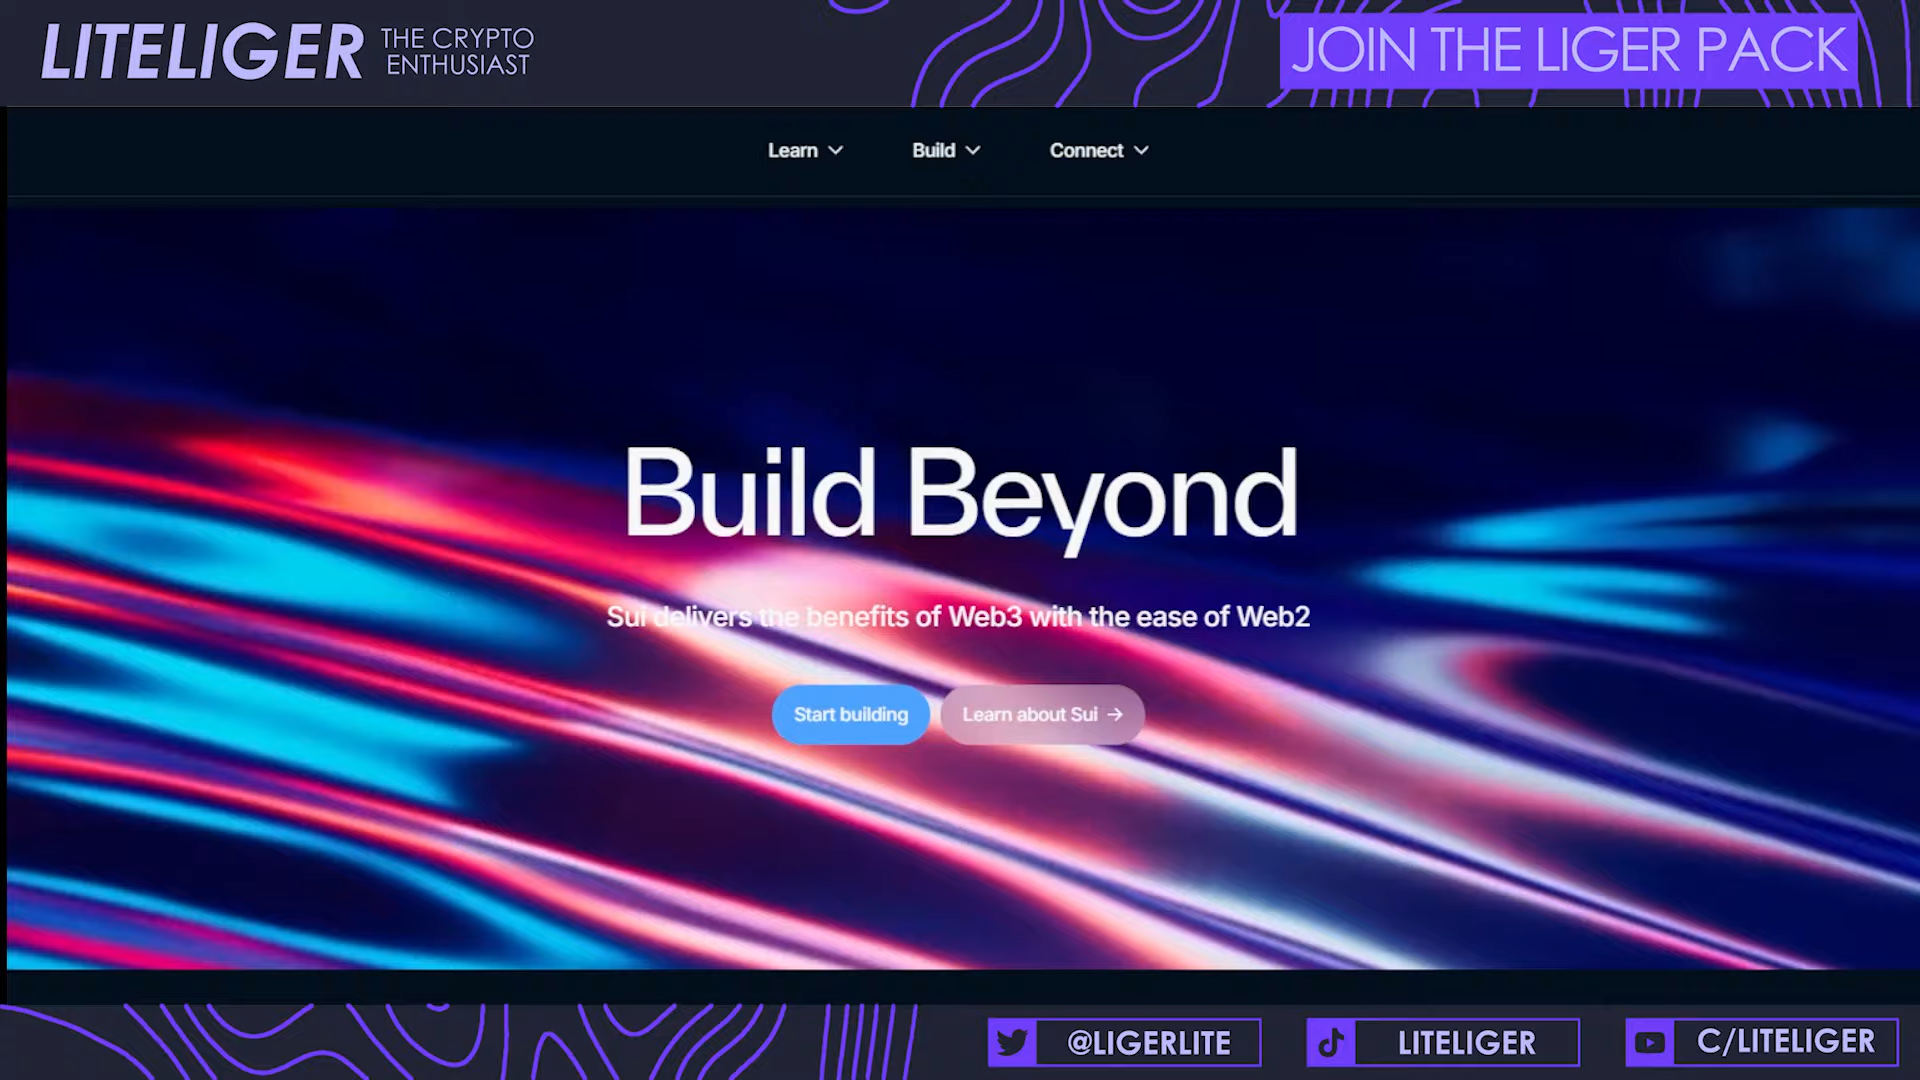 LITELIGER
THE CRYPTO
ENTHUSIAST
JOIN THE LIGER PACK
Learn
Build
Connect
Build Beyond
Sui delivers the benefits of Web3 with the ease of Web2
Start building
Learn about Sui →
@LIGERLITE
LITELIGER
C/LITELIGER